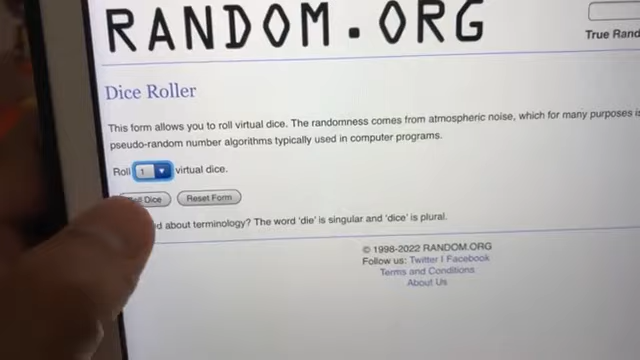 RANDOM.ORG
True Rand
Dice Roller
This form allows you to roll virtual dice. The randomness comes from atmospheric noise, which for many purposes is
pseudo-random number algorithms typically used in computer programs.
Roll 1 virtual dice.
Dice Reset Form
about terminology? The word 'die' is singular and 'dice' is plural.
© 1998-2022 RANDOM.ORG
Follow us: Twitter | Facebook
Terms and Conditions
About Us